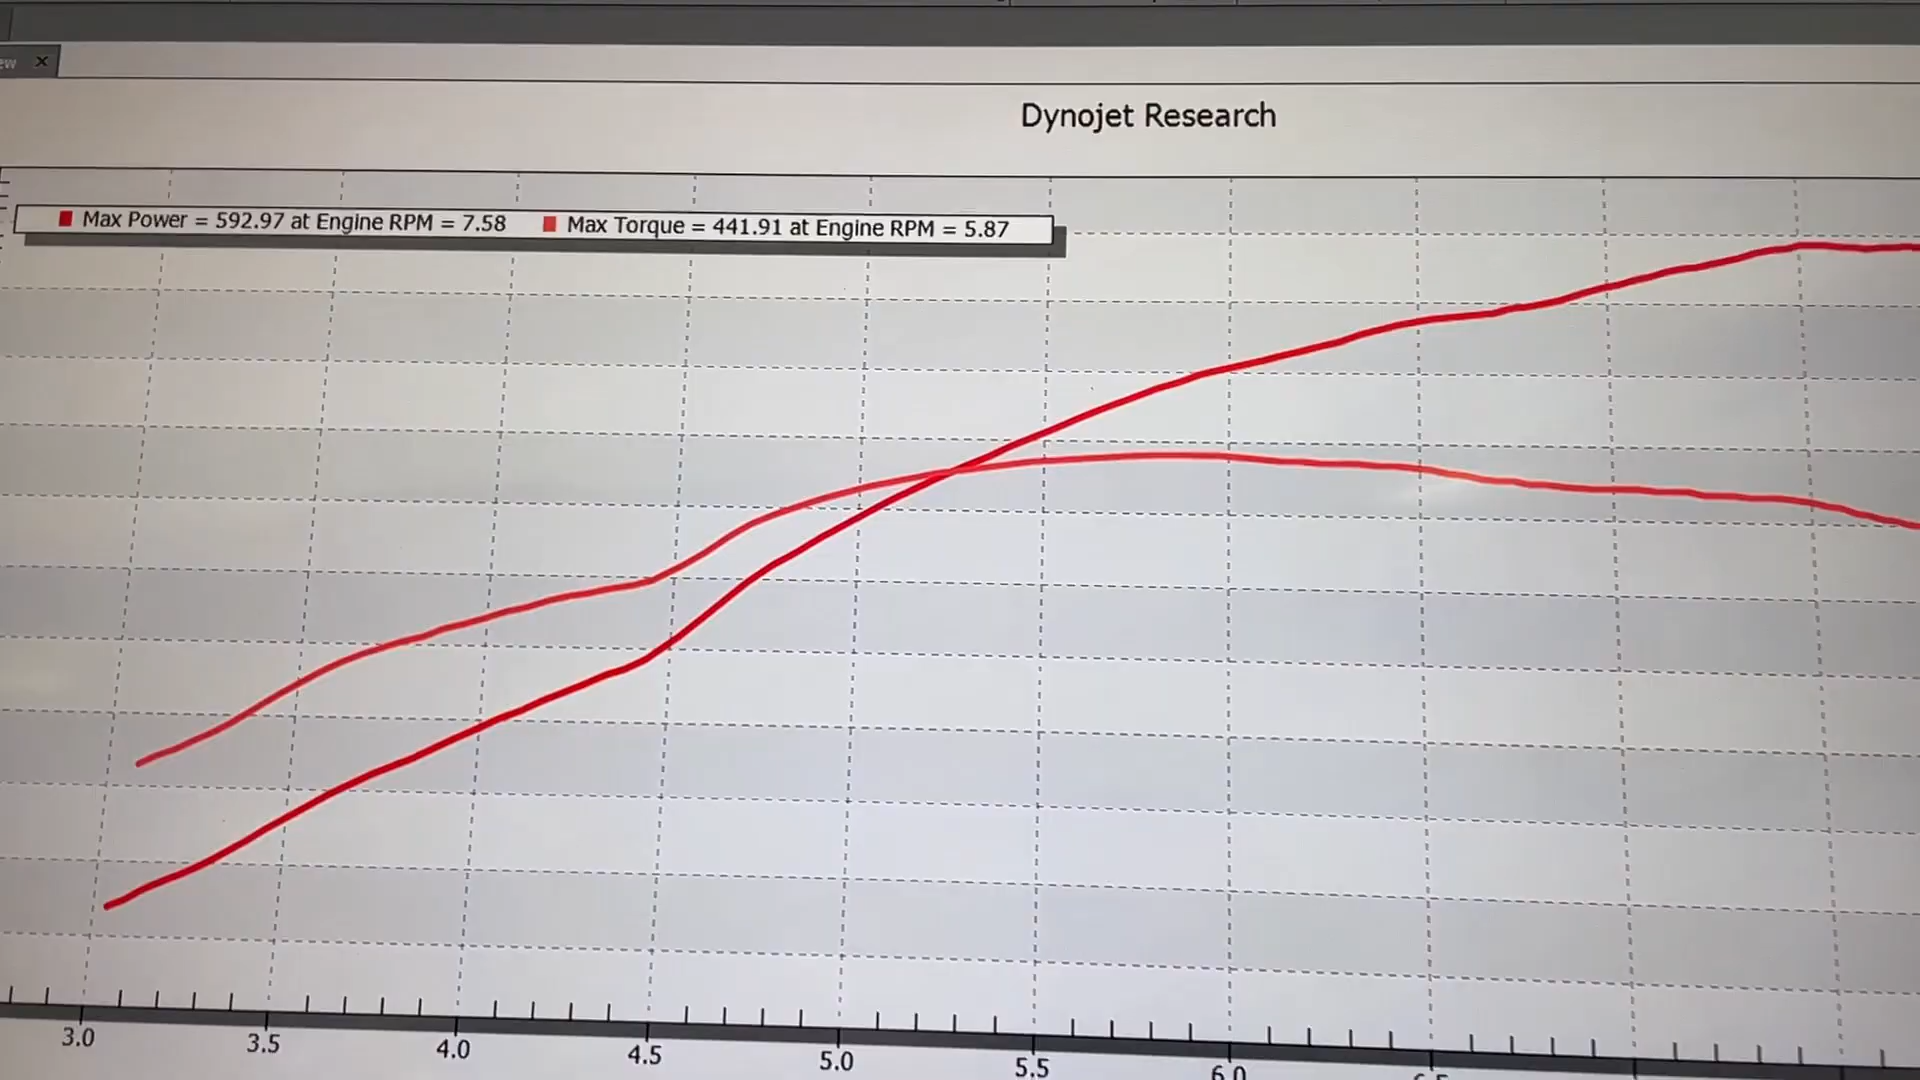 Dynojet Research
Max Power = 592.97 at Engine RPM = 7.58 Max Torque = 441.91 at Engine RPM = 5.87
3.0 3.5 4.0 4.5 5.0 5.5 6.0